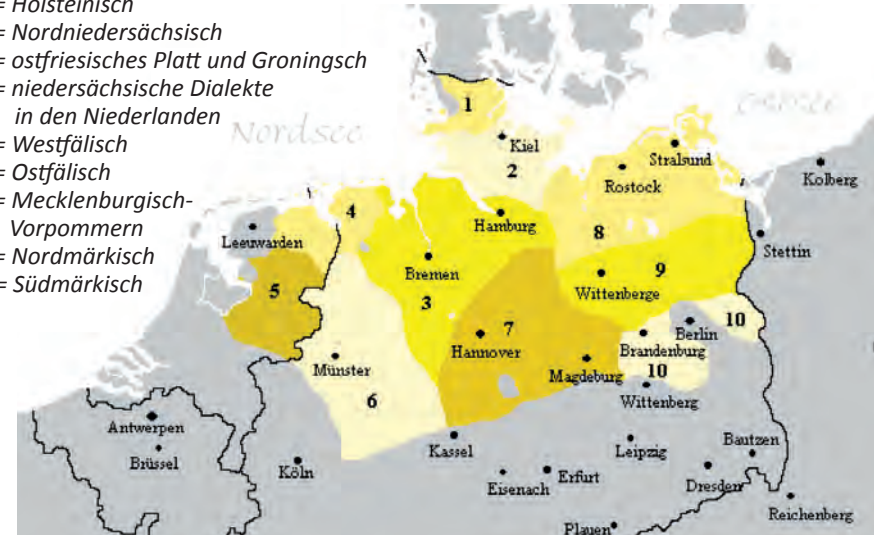 = Holsteinisch
= Nordniedersächsisch
= ostfriesisches Platt und Groningsch
= niedersächsische Dialekte
in den Niederlanden
= Westfälisch
= Ostfälisch
= Mecklenburgisch-
Vorpommern
= Nordmärkisch
= Südmärkisch
Nordsee
Ostsee
1
Kiel
2
Stralsund
Rostock
Kolberg
4
Hamburg
Leeuwarden
8
Stettin
Bremen
9
5
Wittenberge
3
7
Berlin
10
Hannover
Brandenburg
Münster
Magdeburg
10
6
Wittenberg
Antwerpen
Kassel
Leipzig
Bautzen
Brüssel
Köln
Eisenach
Erfurt
Dresden
Reichenberg
Plauen